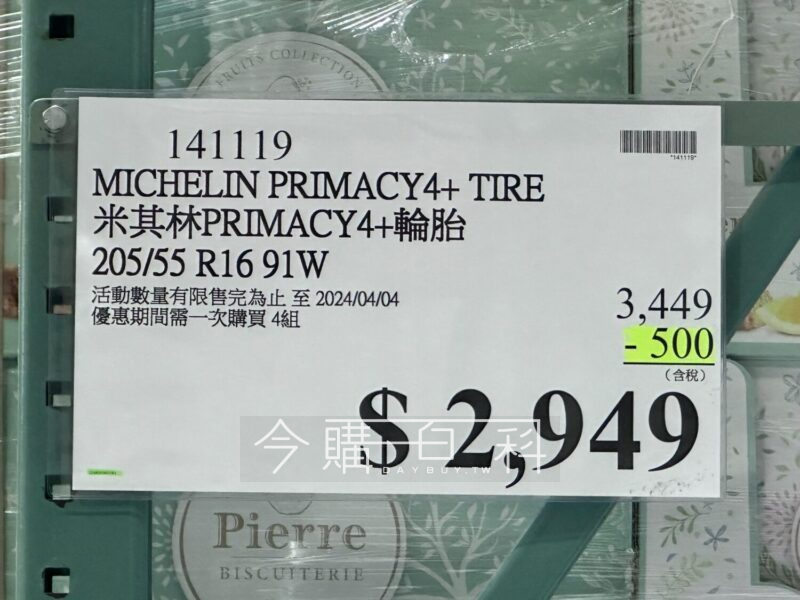 FRUITS COLLECTION
141119
"141119"
MICHELIN PRIMACY4+ TIRE
米其林PRIMACY4+輪胎
205/55 R16 91W
活動數量有限售完為止 至 2024/04/04
優惠期間需一次購買 4組
3,449
- 500
(含稅)
$ 2,949
今購百科
DAYBUY.TW
Pierre
BISCUITERIE